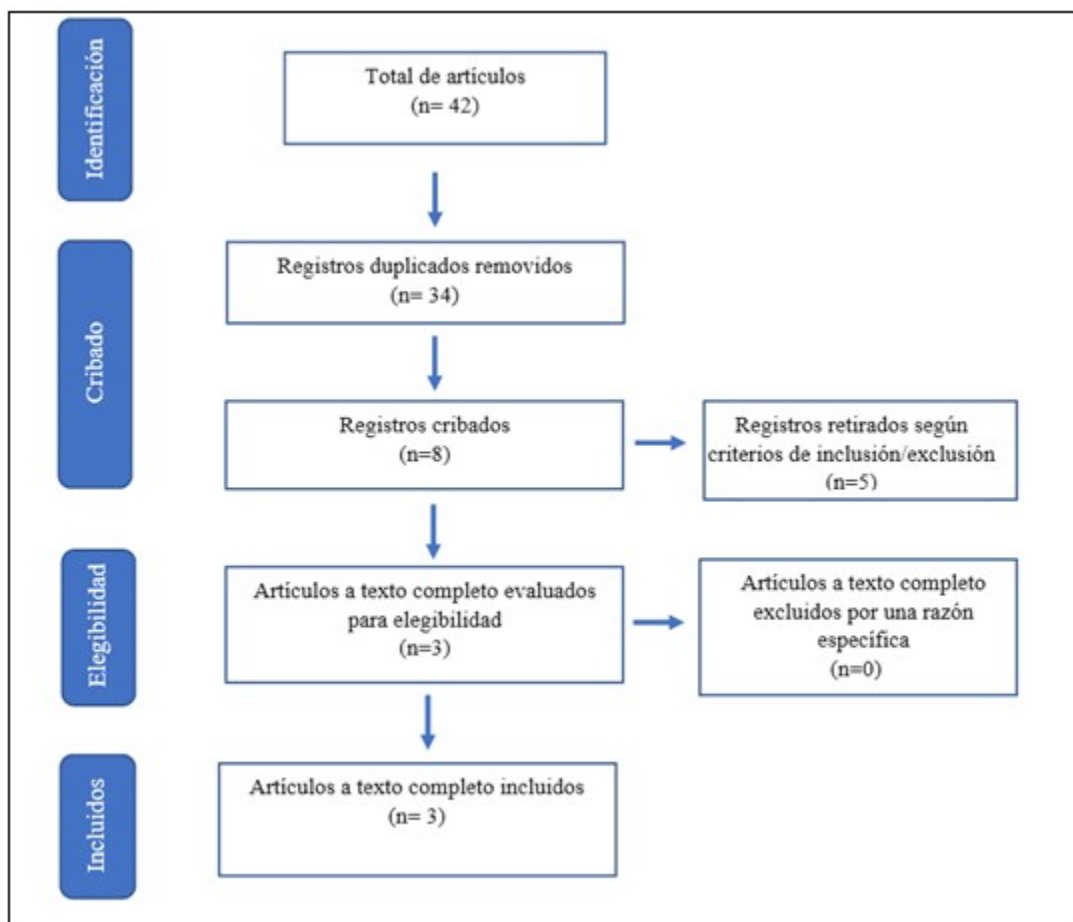 Identificación
Total de artículos
(n= 42)
Cribado
Registros duplicados removidos
(n= 34)
Registros cribados
(n=8)
Registros retirados según
criterios de inclusión/exclusión
(n=5)
Elegibilidad
Artículos a texto completo evaluados
para elegibilidad
(n=3)
Artículos a texto completo
excluidos por una razón
específica
(n=0)
Incluidos
Artículos a texto completo incluidos
(n= 3)